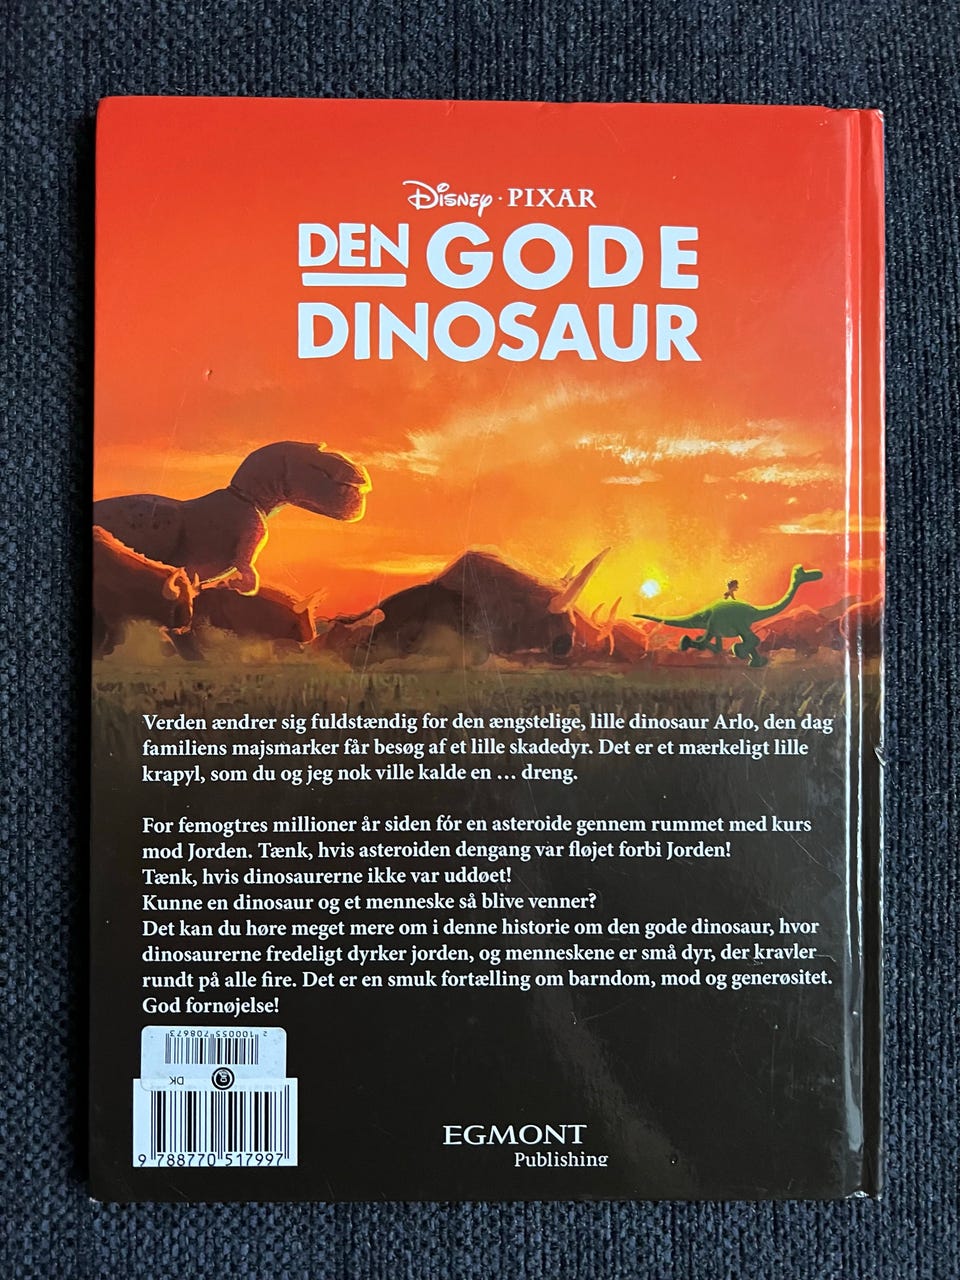 Disney · PIXAR
DEN GODE
DINOSAUR
Verden ændrer sig fuldstændig for den ængstelige, lille dinosaur Arlo, den dag
familiens majsmarker får besøg af et lille skadedyr. Det er et mærkeligt lille
krapyl, som du og jeg nok ville kalde en ... dreng.
For femogtres millioner år siden fór en asteroide gennem rummet med kurs
mod Jorden. Tænk, hvis asteroiden dengang var fløjet forbi Jorden!
Tænk, hvis dinosaurerne ikke var uddøet!
Kunne en dinosaur og et menneske så blive venner?
Det kan du høre meget mere om i denne historie om den gode dinosaur, hvor
dinosaurerne fredeligt dyrker jorden, og menneskene er små dyr, der kravler
rundt på alle fire. Det er en smuk fortælling om barndom, mod og generøsitet.
God fornøjelse!
2 100055 708673
DK
9 788770 517997
EGMONT
Publishing